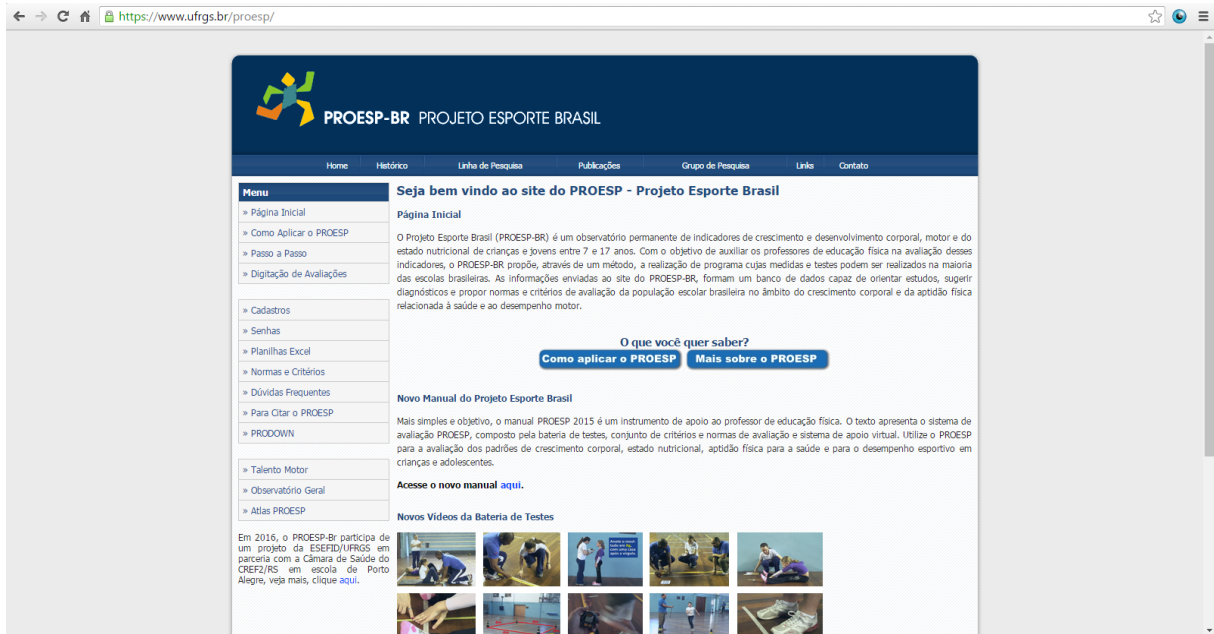 https://www.ufrgs.br/proesp/
PROESP-BR PROJETO ESPORTE BRASIL
Home Histórico Linha de Pesquisa Publicações Grupo de Pesquisa Links Contato
Menu
» Página Inicial
» Como Aplicar o PROESP
» Passo a Passo
» Digitação de Avaliações
» Cadastros
» Senhas
» Planilhas Excel
» Normas e Critérios
» Dúvidas Frequentes
» Para Citar o PROESP
» PRODOWN
» Talento Motor
» Observatório Geral
» Atlas PROESP
Em 2016, o PROESP-Br participa de
um projeto da ESEFID/UFRGS em
parceria com a Câmara de Saúde do
CREF2/RS em escola de Porto
Alegre, veja mais, clique aqui.
Seja bem vindo ao site do PROESP - Projeto Esporte Brasil
Página Inicial
O Projeto Esporte Brasil (PROESP-BR) é um observatório permanente de indicadores de crescimento e desenvolvimento corporal, motor e do
estado nutricional de crianças e jovens entre 7 e 17 anos. Com o objetivo de auxiliar os professores de educação física na avaliação desses
indicadores, o PROESP-BR propõe, através de um método, a realização de programa cujas medidas e testes podem ser realizados na maioria
das escolas brasileiras. As informações enviadas ao site do PROESP-BR, formam um banco de dados capaz de orientar estudos, sugerir
diagnósticos e propor normas e critérios de avaliação da população escolar brasileira no âmbito do crescimento corporal e da aptidão física
relacionada à saúde e ao desempenho motor.
O que você quer saber?
Como aplicar o PROESP Mais sobre o PROESP
Novo Manual do Projeto Esporte Brasil
Mais simples e objetivo, o manual PROESP 2015 é um instrumento de apoio ao professor de educação física. O texto apresenta o sistema de
avaliação PROESP, composto pela bateria de testes, conjunto de critérios e normas de avaliação e sistema de apoio virtual. Utilize o PROESP
para a avaliação dos padrões de crescimento corporal, estado nutricional, aptidão física para a saúde e para o desempenho esportivo em
crianças e adolescentes.
Acesse o novo manual aqui.
Novos Vídeos da Bateria de Testes